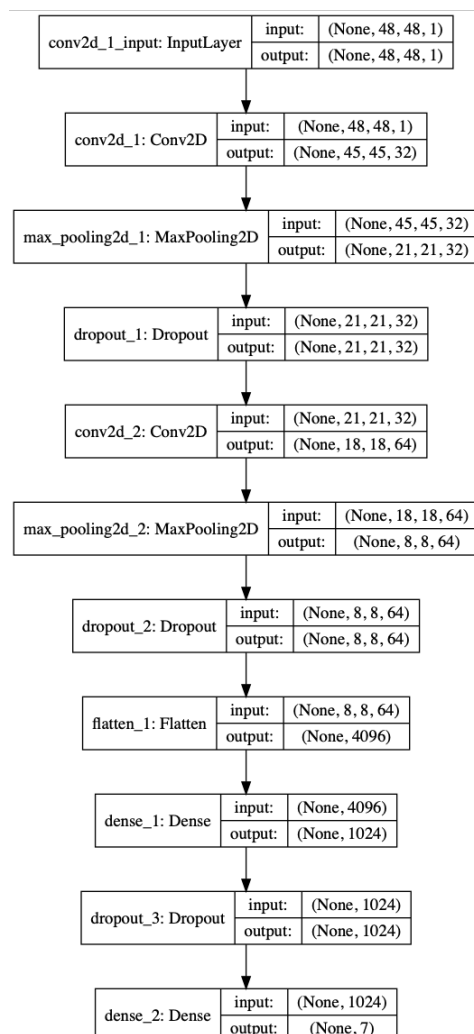 conv2d_1_input: InputLayer
input: (None, 48, 48, 1)
output: (None, 48, 48, 1)
conv2d_1: Conv2D
input: (None, 48, 48, 1)
output: (None, 45, 45, 32)
max_pooling2d_1: MaxPooling2D
input: (None, 45, 45, 32)
output: (None, 21, 21, 32)
dropout_1: Dropout
input: (None, 21, 21, 32)
output: (None, 21, 21, 32)
conv2d_2: Conv2D
input: (None, 21, 21, 32)
output: (None, 18, 18, 64)
max_pooling2d_2: MaxPooling2D
input: (None, 18, 18, 64)
output: (None, 8, 8, 64)
dropout_2: Dropout
input: (None, 8, 8, 64)
output: (None, 8, 8, 64)
flatten_1: Flatten
input: (None, 8, 8, 64)
output: (None, 4096)
dense_1: Dense
input: (None, 4096)
output: (None, 1024)
dropout_3: Dropout
input: (None, 1024)
output: (None, 1024)
dense_2: Dense
input: (None, 1024)
output: (None, 7)